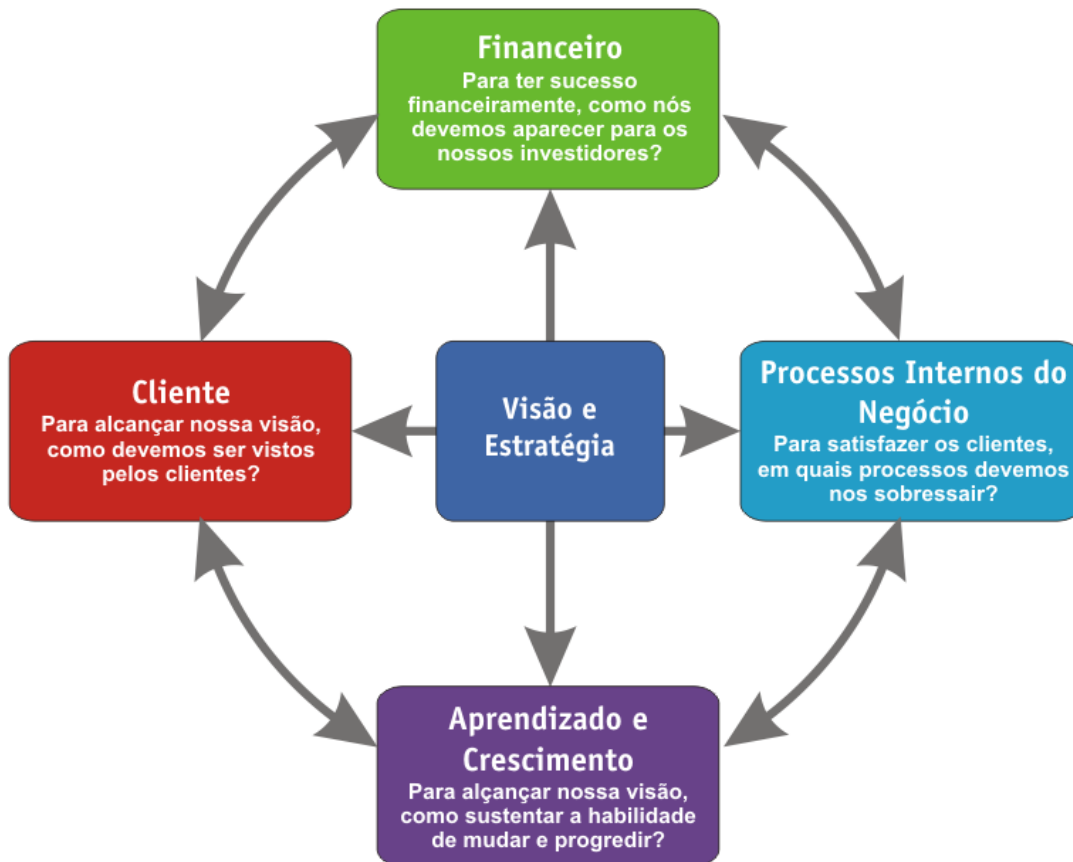 Financeiro
Para ter sucesso
financeiramente, como nós
devemos aparecer para os
nossos investidores?
Cliente
Para alcançar nossa visão,
como devemos ser vistos
pelos clientes?
Visão e
Estratégia
Processos Internos do
Negócio
Para satisfazer os clientes,
em quais processos devemos
nos sobressair?
Aprendizado e
Crescimento
Para alçançar nossa visão,
como sustentar a habilidade
de mudar e progredir?